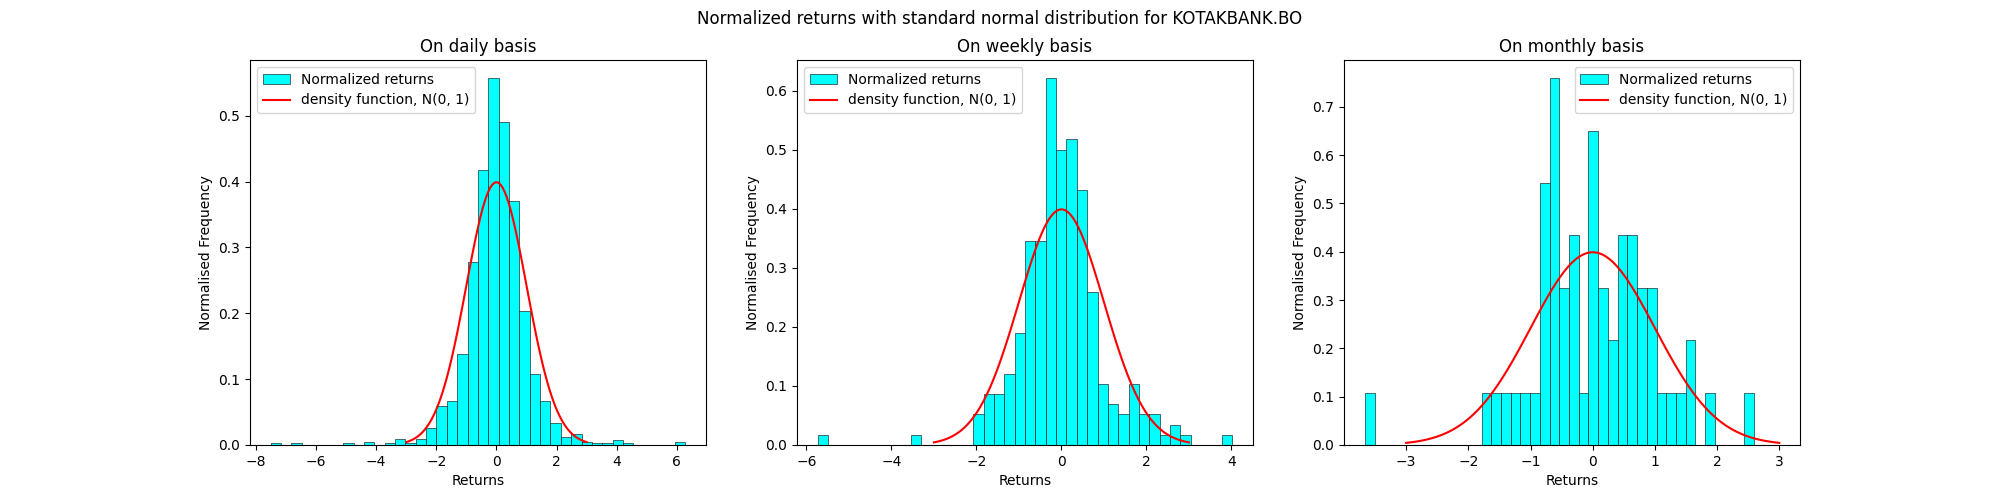 Normalized returns with standard normal distribution for KOTAKBANK.BO
On daily basis
Normalized returns
density function, N(0, 1)
Normalised Frequency
0.5
0.4
0.3
0.2
0.1
0.0
−8 −6 −4 −2 0 2 4 6
Returns
On weekly basis
Normalized returns
density function, N(0, 1)
Normalised Frequency
0.6
0.5
0.4
0.3
0.2
0.1
0.0
−6 −4 −2 0 2 4
Returns
On monthly basis
Normalized returns
density function, N(0, 1)
Normalised Frequency
0.7
0.6
0.5
0.4
0.3
0.2
0.1
0.0
−3 −2 −1 0 1 2 3
Returns